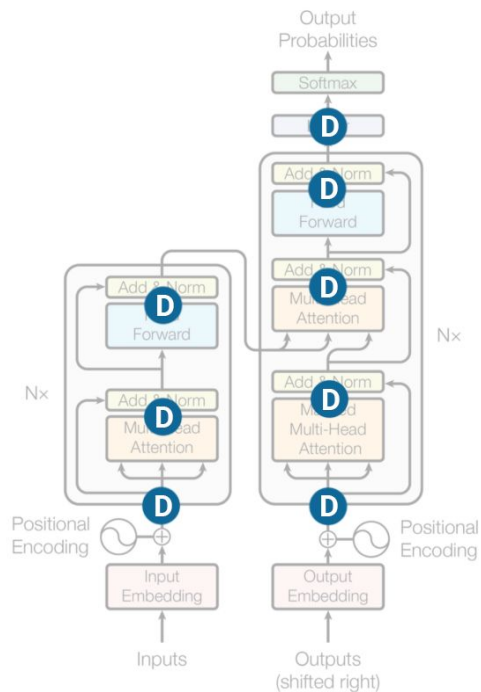 Output
Probabilities
Softmax
D
Add & Norm
D
Forward
Add & Norm
D
Attention
Nx
Add & Norm
D
Multi-Head
Attention
D
Positional
Encoding
Output
Embedding
Outputs
(shifted right)
Add & Norm
D
Forward
Nx
Add & Norm
D
Attention
D
Positional
Encoding
Input
Embedding
Inputs